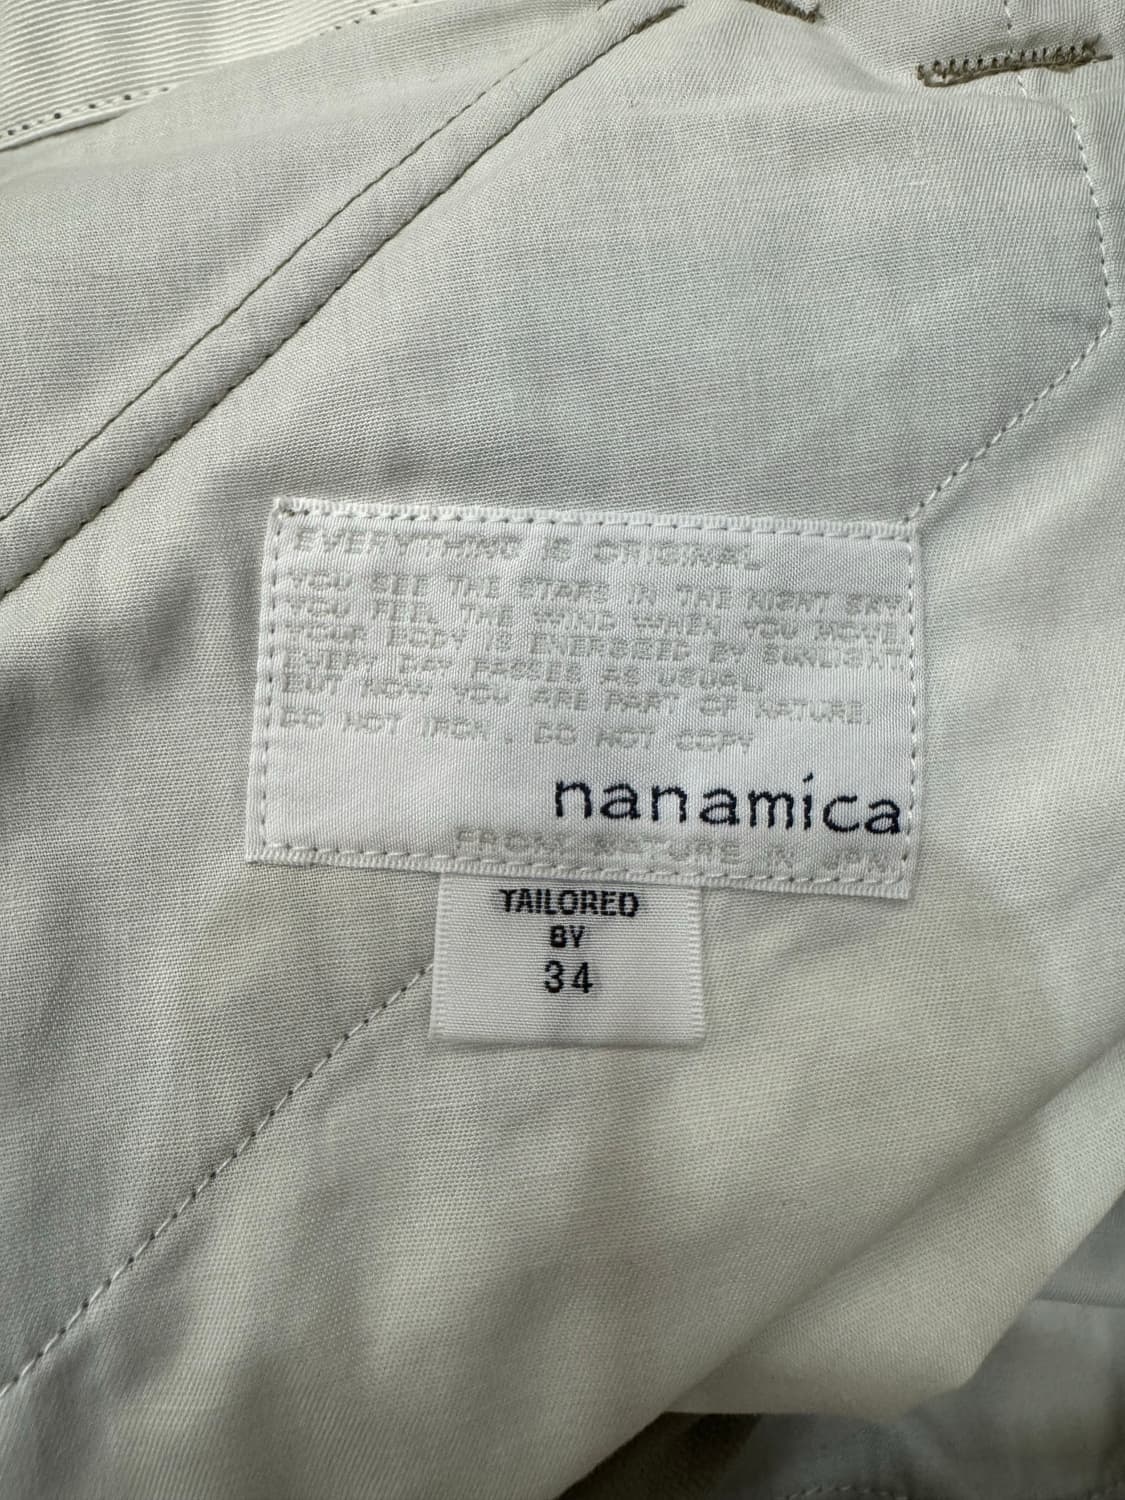 EVERYTHING IS ORIGINAL
YOU SEE THE STARS IN THE NIGHT SKY,
YOU FEEL THE WIND WHEN YOU MOVE,
YOUR BODY IS ENERGIZED BY SUNLIGHT.
EVERY DAY PASSES AS USUAL,
BUT NOW YOU ARE PART OF NATURE.
DO NOT IRON . DO NOT COPY
nanamica
FROM NATURE IN JPN
TAILORED
BY
34